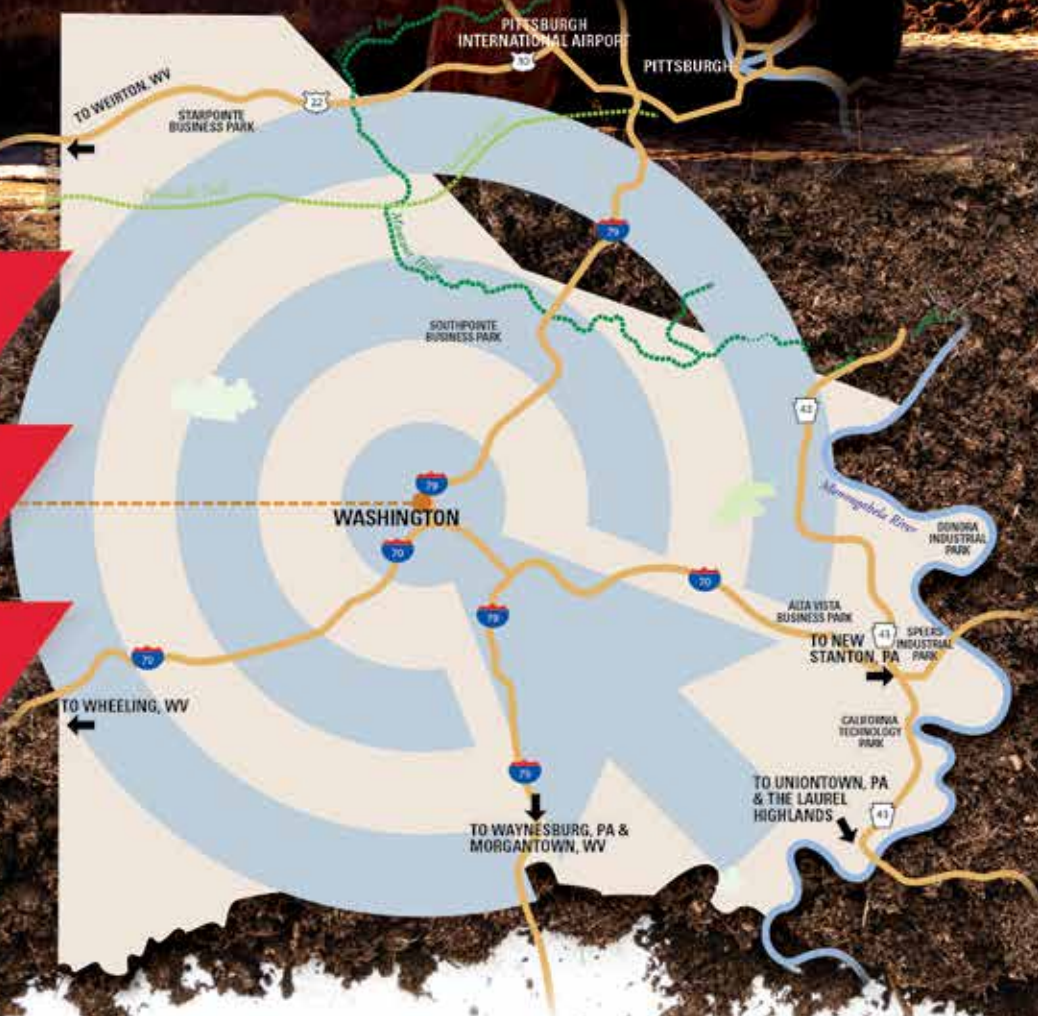 PITTSBURGH
INTERNATIONAL AIRPORT
PITTSBURGH
TO WEIRTON, WV
22
STARPOINTE
BUSINESS PARK
79
Montour Trail
SOUTHPOINTE
BUSINESS PARK
43
79
WASHINGTON
Monongahela River
DONORA
INDUSTRIAL
PARK
70
70
79
ALTA VISTA
BUSINESS PARK
TO NEW
STANTON, PA
43
SPEERS
INDUSTRIAL
PARK
70
TO WHEELING, WV
CALIFORNIA
TECHNOLOGY
PARK
79
TO UNIONTOWN, PA
& THE LAUREL
HIGHLANDS
43
TO WAYNESBURG, PA &
MORGANTOWN, WV